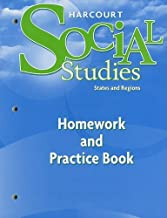 HARCOURT
Social
Studies
States and Regions
Homework
and
Practice Book